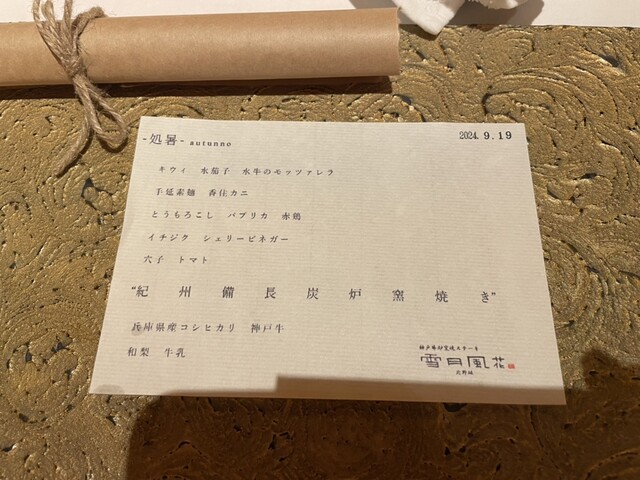 -処暑- autunno
2024. 9.19
キウィ 水茄子 水牛のモッツァレラ
手延素麺 香住カニ
とうもろこし パプリカ 赤鶏
イチジク シェリービネガー
穴子 トマト
"紀州備長炭炉窯焼き"
兵庫県産コシヒカリ 神戸牛
和梨 牛乳
神戸牛炉窯焼ステーキ
雪月風花
北野坂